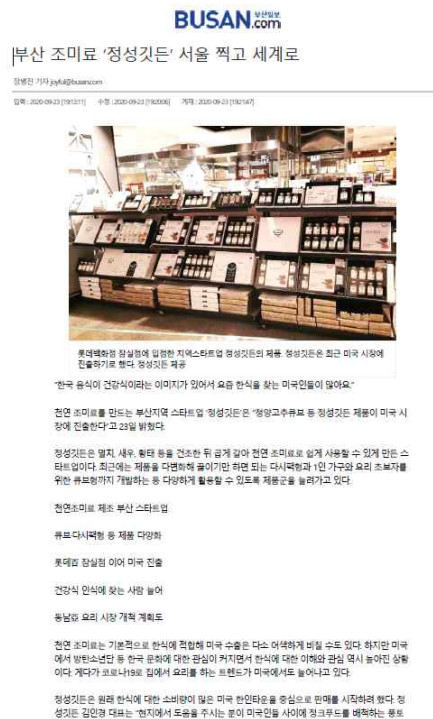 BUSAN.com 부산일보
부산 조미료 ‘정성깃든’ 서울 찍고 세계로
장병진 기자 joyful@busan.com
입력 : 2020-09-23 [19:12:11] 수정 : 2020-09-23 [19:20:06] 게재 : 2020-09-23 [19:21:47]
롯데백화점 잠실점에 입점한 지역스타트업 정성깃든의 제품. 정성깃든은 최근 미국 시장에
진출하기로 했다. 정성깃든 제공
“한국 음식이 건강식이라는 이미지가 있어서 요즘 한식을 찾는 미국인들이 많아요.”
천연 조미료를 만드는 부산지역 스타트업 ‘정성깃든’은 “청양고추큐브 등 정성깃든 제품이 미국 시
장에 진출한다”고 23일 밝혔다.
정성깃든은 멸치, 새우, 황태 등을 건조한 뒤 곱게 갈아 천연 조미료로 쉽게 사용할 수 있게 만든 스
타트업이다. 최근에는 제품을 다변화해 끓이기만 하면 되는 다시팩형과 1인 가구와 요리 초보자를
위한 큐브형까지 개발하는 등 다양하게 활용할 수 있도록 제품군을 늘려가고 있다.
천연조미료 제조 부산 스타트업
큐브·다시팩형 등 제품 다양화
롯데百 잠실점 이어 미국 진출
건강식 인식에 찾는 사람 늘어
동남亞 요리 시장 개척 계획도
천연 조미료는 기본적으로 한식에 적합해 미국 수출은 다소 어색하게 비칠 수도 있다. 하지만 미국
에서 방탄소년단 등 한국 문화에 대한 관심이 커지면서 한식에 대한 이해와 관심 역시 높아진 상황
이다. 게다가 코로나19로 집에서 요리를 하는 트렌드가 미국에서도 늘어나고 있다.
정성깃든은 원래 한식에 대한 소비량이 많은 미국 한인타운을 중심으로 판매를 시작하려 했다. 정
성깃든 김인경 대표는 “현지에서 도움을 주시는 분이 미국인들 사이에 정크푸드를 배척하는 풍토